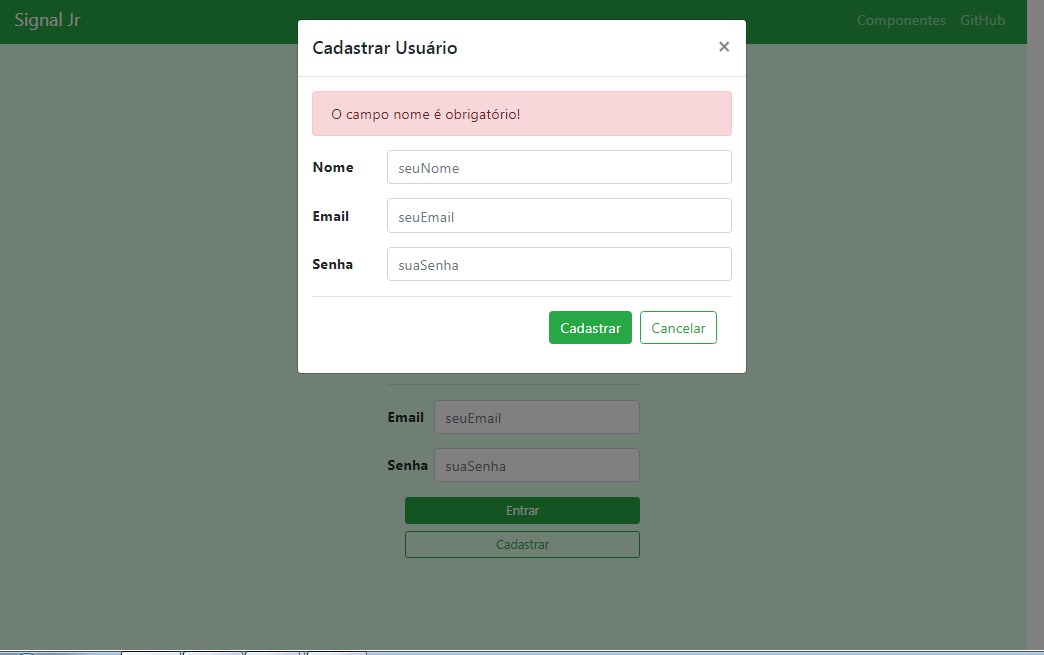 Signal Jr
Componentes GitHub
Cadastrar Usuário ×
O campo nome é obrigatório!
Nome seuNome
Email seuEmail
Senha suaSenha
Cadastrar Cancelar
Email seuEmail
Senha suaSenha
Entrar
Cadastrar